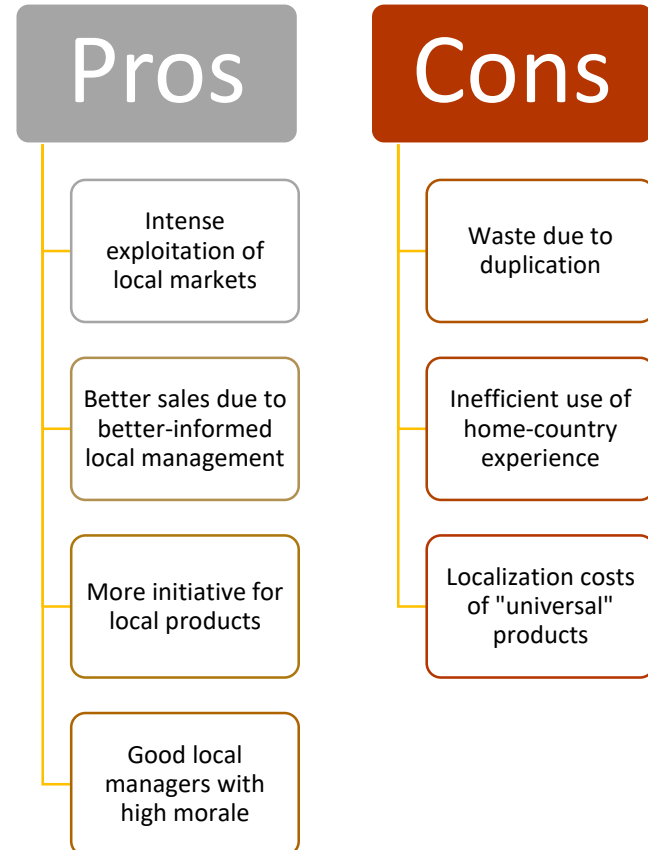 Pros
Intense
exploitation of
local markets
Better sales due to
better-informed
local management
More initiative for
local products
Good local
managers with
high morale
Cons
Waste due to
duplication
Inefficient use of
home-country
experience
Localization costs
of "universal"
products